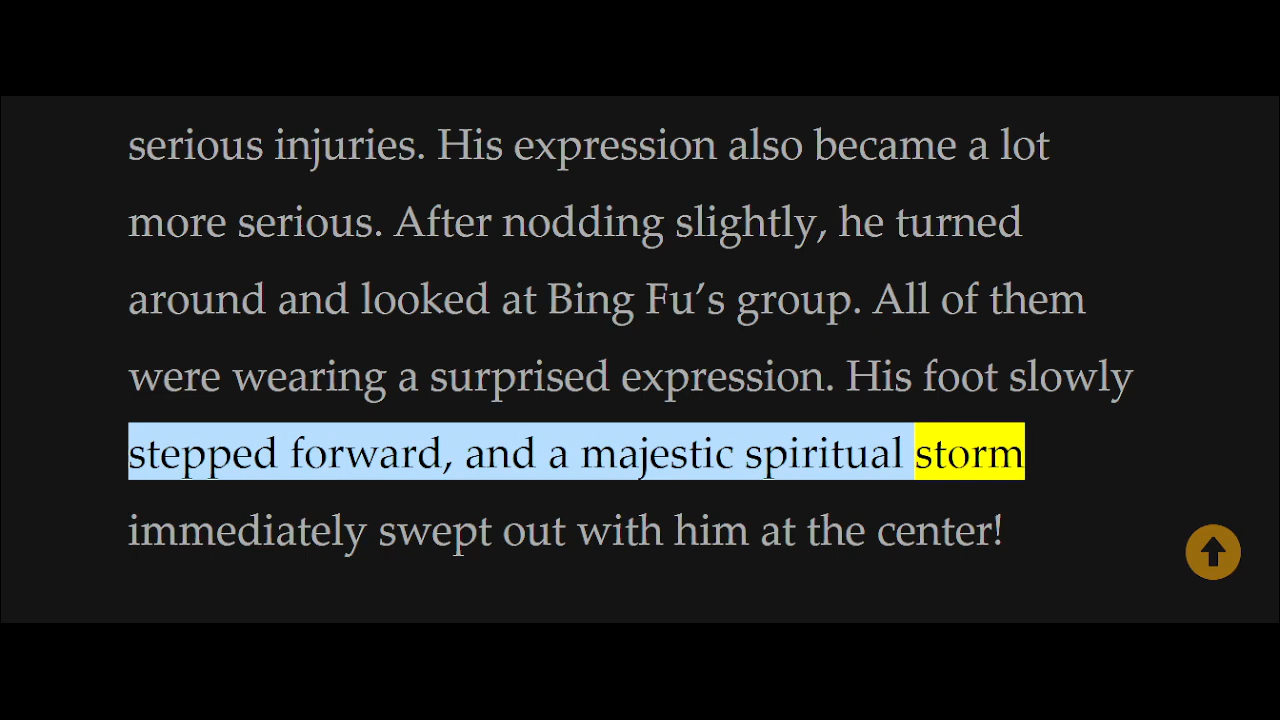 serious injuries. His expression also became a lot
more serious. After nodding slightly, he turned
around and looked at Bing Fu’s group. All of them
were wearing a surprised expression. His foot slowly
stepped forward, and a majestic spiritual storm
immediately swept out with him at the center!